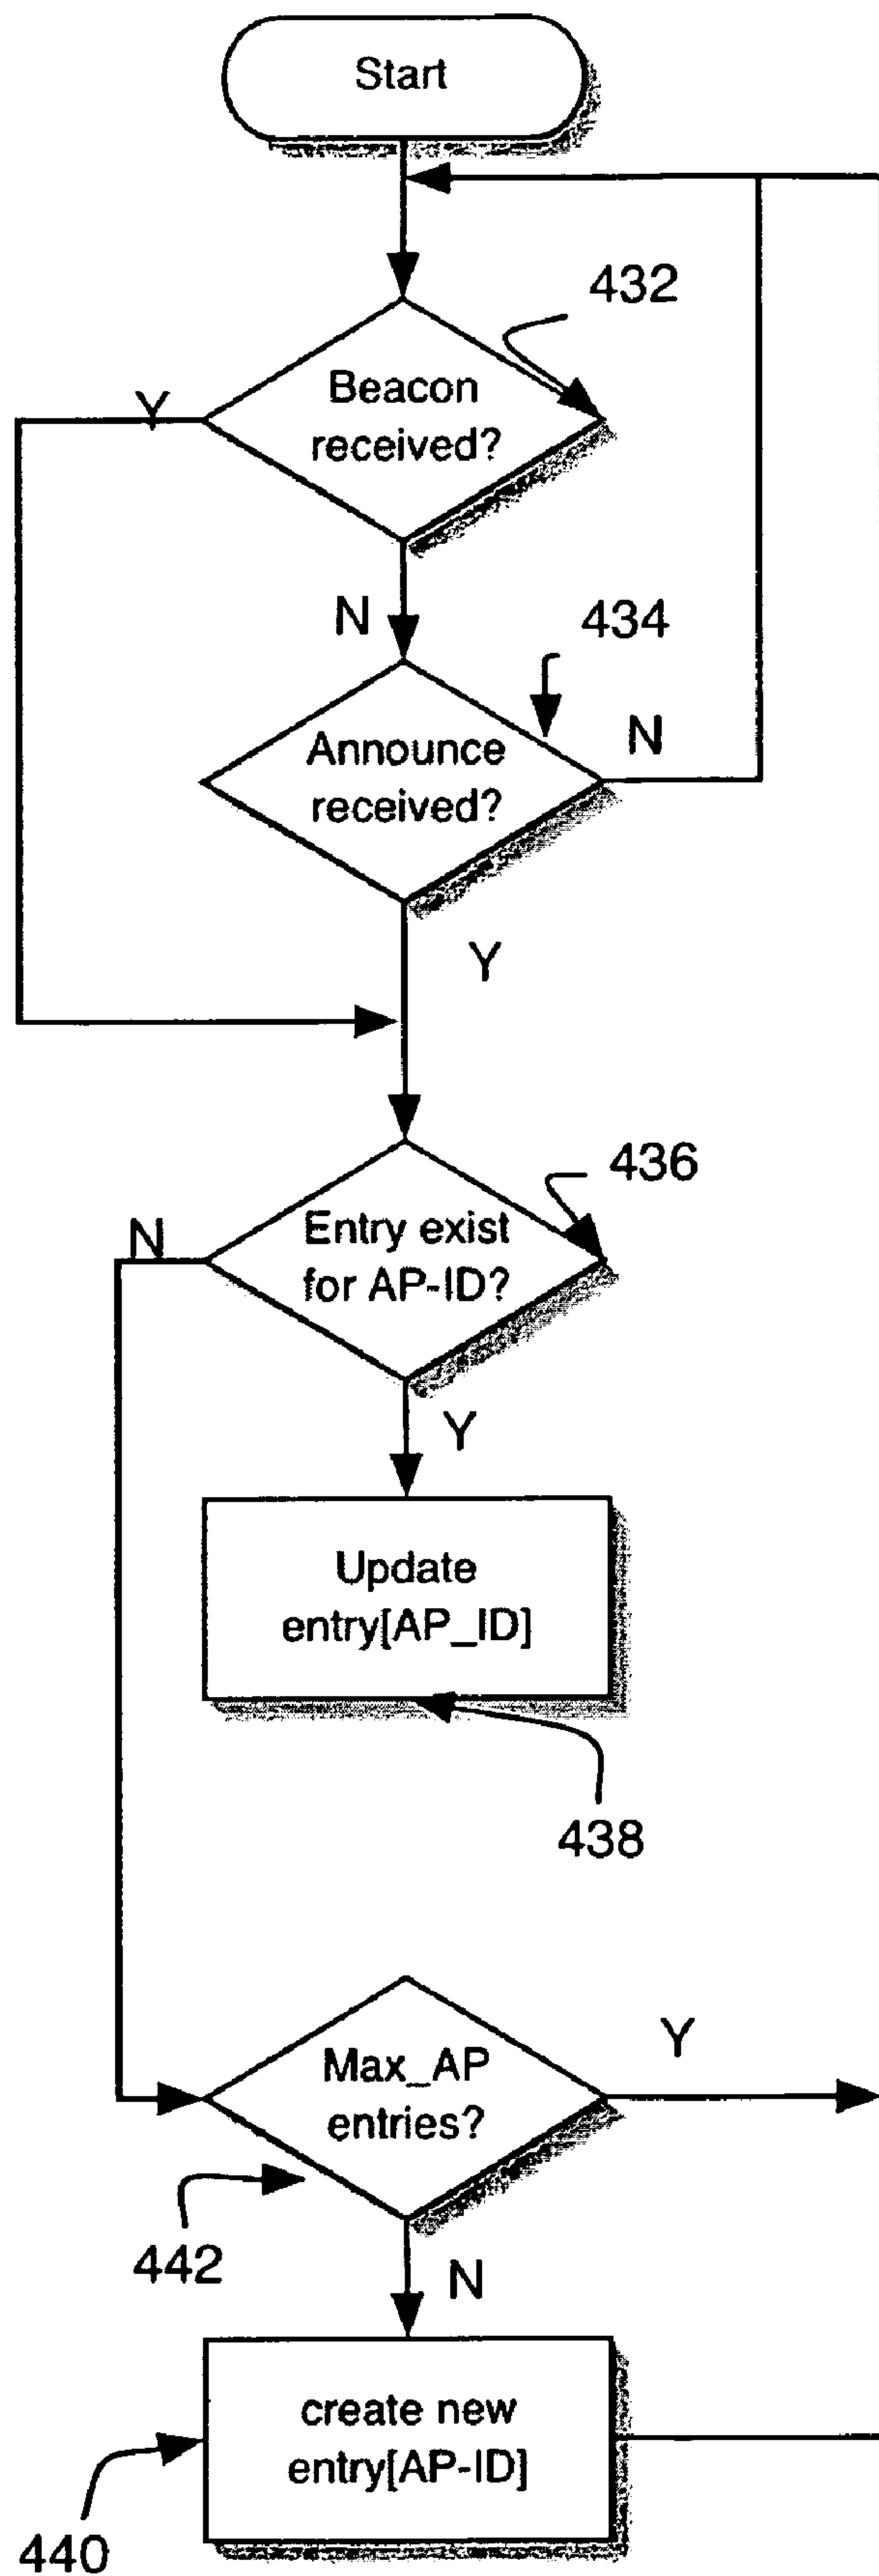 Start
432
Y
Beacon
received?
N
434
Announce
received?
N
Y
436
N
Entry exist
for AP-ID?
Y
Update
entry[AP_ID]
438
Max_AP
entries?
Y
442
N
create new
entry[AP-ID]
440